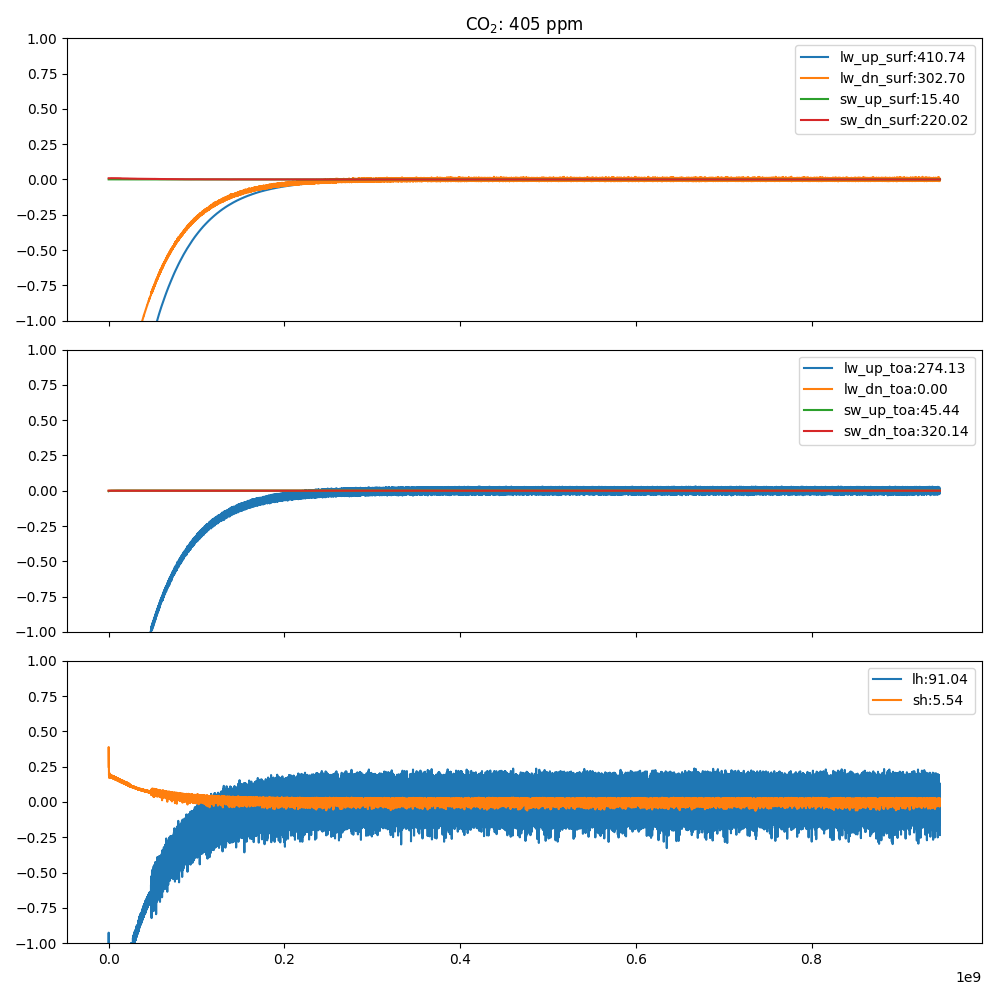 CO₂: 405 ppm
1.00
0.75
0.50
0.25
0.00
−0.25
−0.50
−0.75
−1.00
lw_up_surf:410.74
lw_dn_surf:302.70
sw_up_surf:15.40
sw_dn_surf:220.02
1.00
0.75
0.50
0.25
0.00
−0.25
−0.50
−0.75
−1.00
lw_up_toa:274.13
lw_dn_toa:0.00
sw_up_toa:45.44
sw_dn_toa:320.14
1.00
0.75
0.50
0.25
0.00
−0.25
−0.50
−0.75
−1.00
lh:91.04
sh:5.54
0.0 0.2 0.4 0.6 0.8
1e9